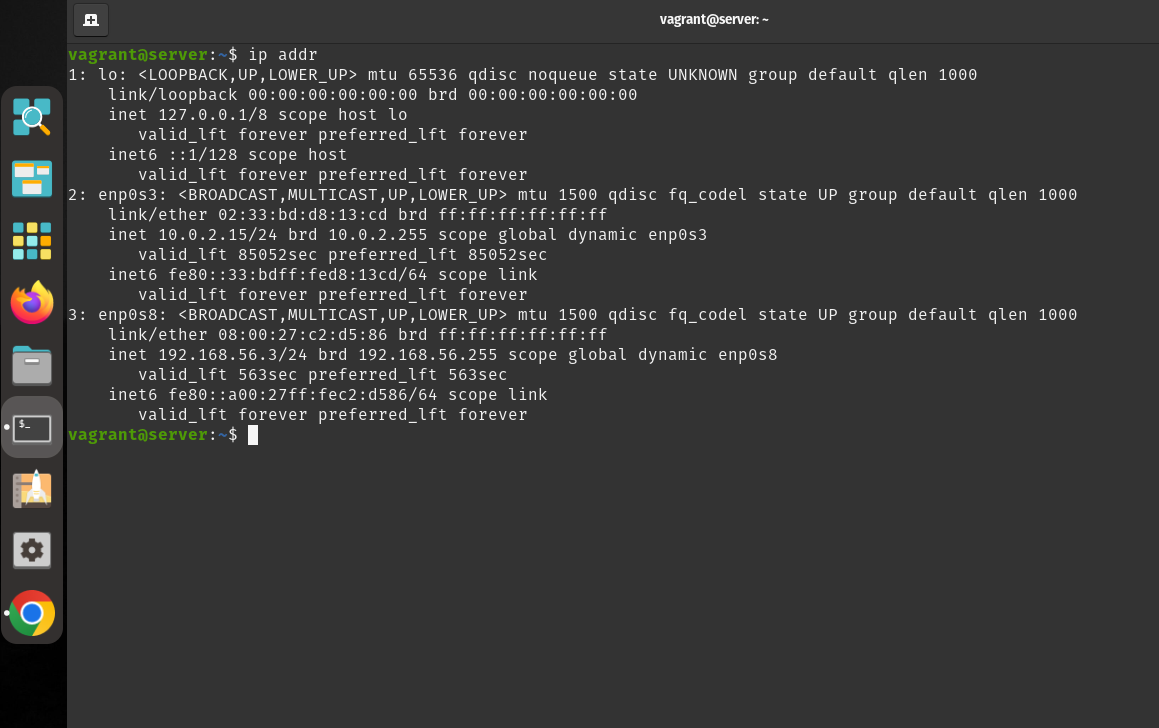 vagrant@server: ~
vagrant@server:~$ ip addr
1: lo: <LOOPBACK,UP,LOWER_UP> mtu 65536 qdisc noqueue state UNKNOWN group default qlen 1000
    link/loopback 00:00:00:00:00:00 brd 00:00:00:00:00:00
    inet 127.0.0.1/8 scope host lo
       valid_lft forever preferred_lft forever
    inet6 ::1/128 scope host
       valid_lft forever preferred_lft forever
2: enp0s3: <BROADCAST,MULTICAST,UP,LOWER_UP> mtu 1500 qdisc fq_codel state UP group default qlen 1000
    link/ether 02:33:bd:d8:13:cd brd ff:ff:ff:ff:ff:ff
    inet 10.0.2.15/24 brd 10.0.2.255 scope global dynamic enp0s3
       valid_lft 85052sec preferred_lft 85052sec
    inet6 fe80::33:bdff:fed8:13cd/64 scope link
       valid_lft forever preferred_lft forever
3: enp0s8: <BROADCAST,MULTICAST,UP,LOWER_UP> mtu 1500 qdisc fq_codel state UP group default qlen 1000
    link/ether 08:00:27:c2:d5:86 brd ff:ff:ff:ff:ff:ff
    inet 192.168.56.3/24 brd 192.168.56.255 scope global dynamic enp0s8
       valid_lft 563sec preferred_lft 563sec
    inet6 fe80::a00:27ff:fec2:d586/64 scope link
       valid_lft forever preferred_lft forever
vagrant@server:~$
$_